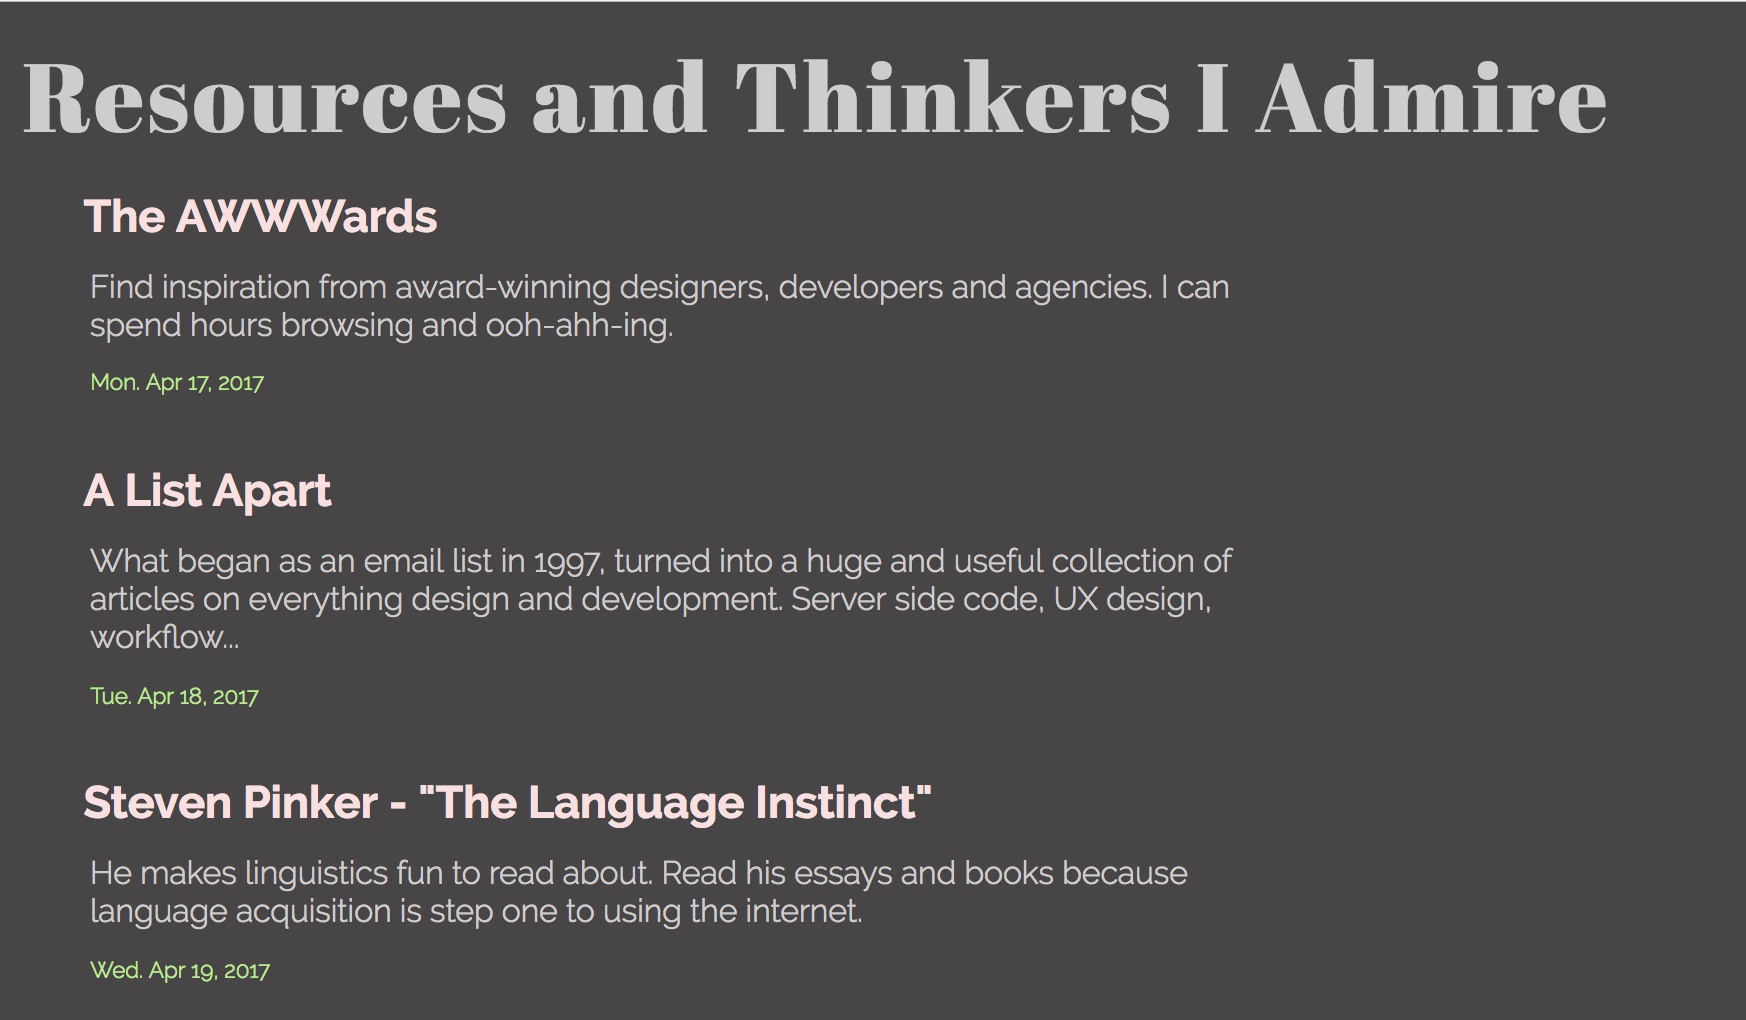 Resources and Thinkers I Admire
The AWWWards
Find inspiration from award-winning designers, developers and agencies. I can
spend hours browsing and ooh-ahh-ing.
Mon. Apr 17, 2017
A List Apart
What began as an email list in 1997, turned into a huge and useful collection of
articles on everything design and development. Server side code, UX design,
workflow...
Tue. Apr 18, 2017
Steven Pinker - "The Language Instinct"
He makes linguistics fun to read about. Read his essays and books because
language acquisition is step one to using the internet.
Wed. Apr 19, 2017